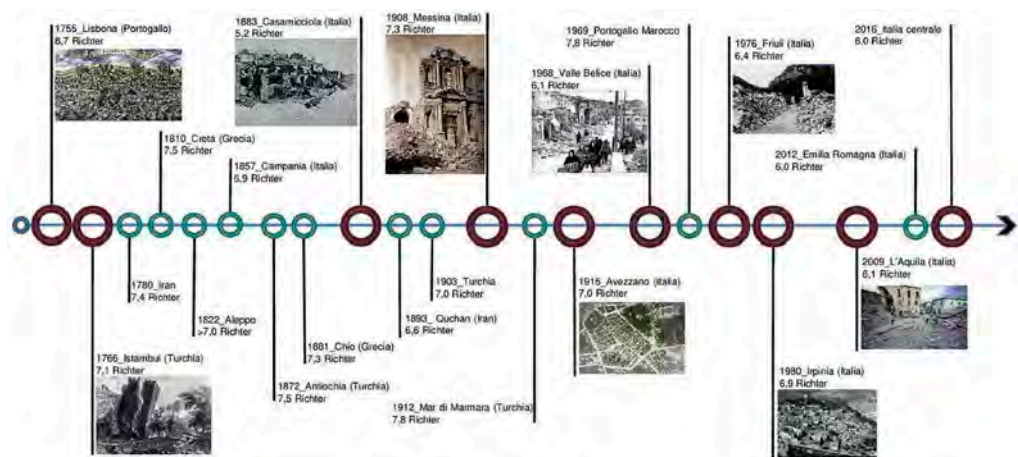 1755_Lisbona (Portogallo)
8,7 Richter
1883_Casamicciola (Italia)
5,2 Richter
1908_Messina (Italia)
7,3 Richter
1969_Portogallo Marocco
7,8 Richter
1976_Friuli (Italia)
6,4 Richter
2016_Italia centrale
6.0 Richter
1968_Valle Belice (Italia)
6,1 Richter
1810_Creta (Grecia)
7,5 Richter
1857_Campania (Italia)
6,9 Richter
2012_Emilia Romagna (Italia)
6.0 Richter
1780_Iran
7,4 Richter
1822_Aleppo
>7,0 Richter
1766_Istambul (Turchia)
7,1 Richter
1881_Chio (Grecia)
7,3 Richter
1872_Antiochia (Turchia)
7,5 Richter
1893_ Quchan (Iran)
6,6 Richter
1903_Turchia
7,0 Richter
1912_Mar di Marmara (Turchia)
7,8 Richter
1915_Avezzano (Italia)
7,0 Richter
2009_L'Aquila (Italia)
6,1 Richter
1980_Irpinia (Italia)
6,9 Richter